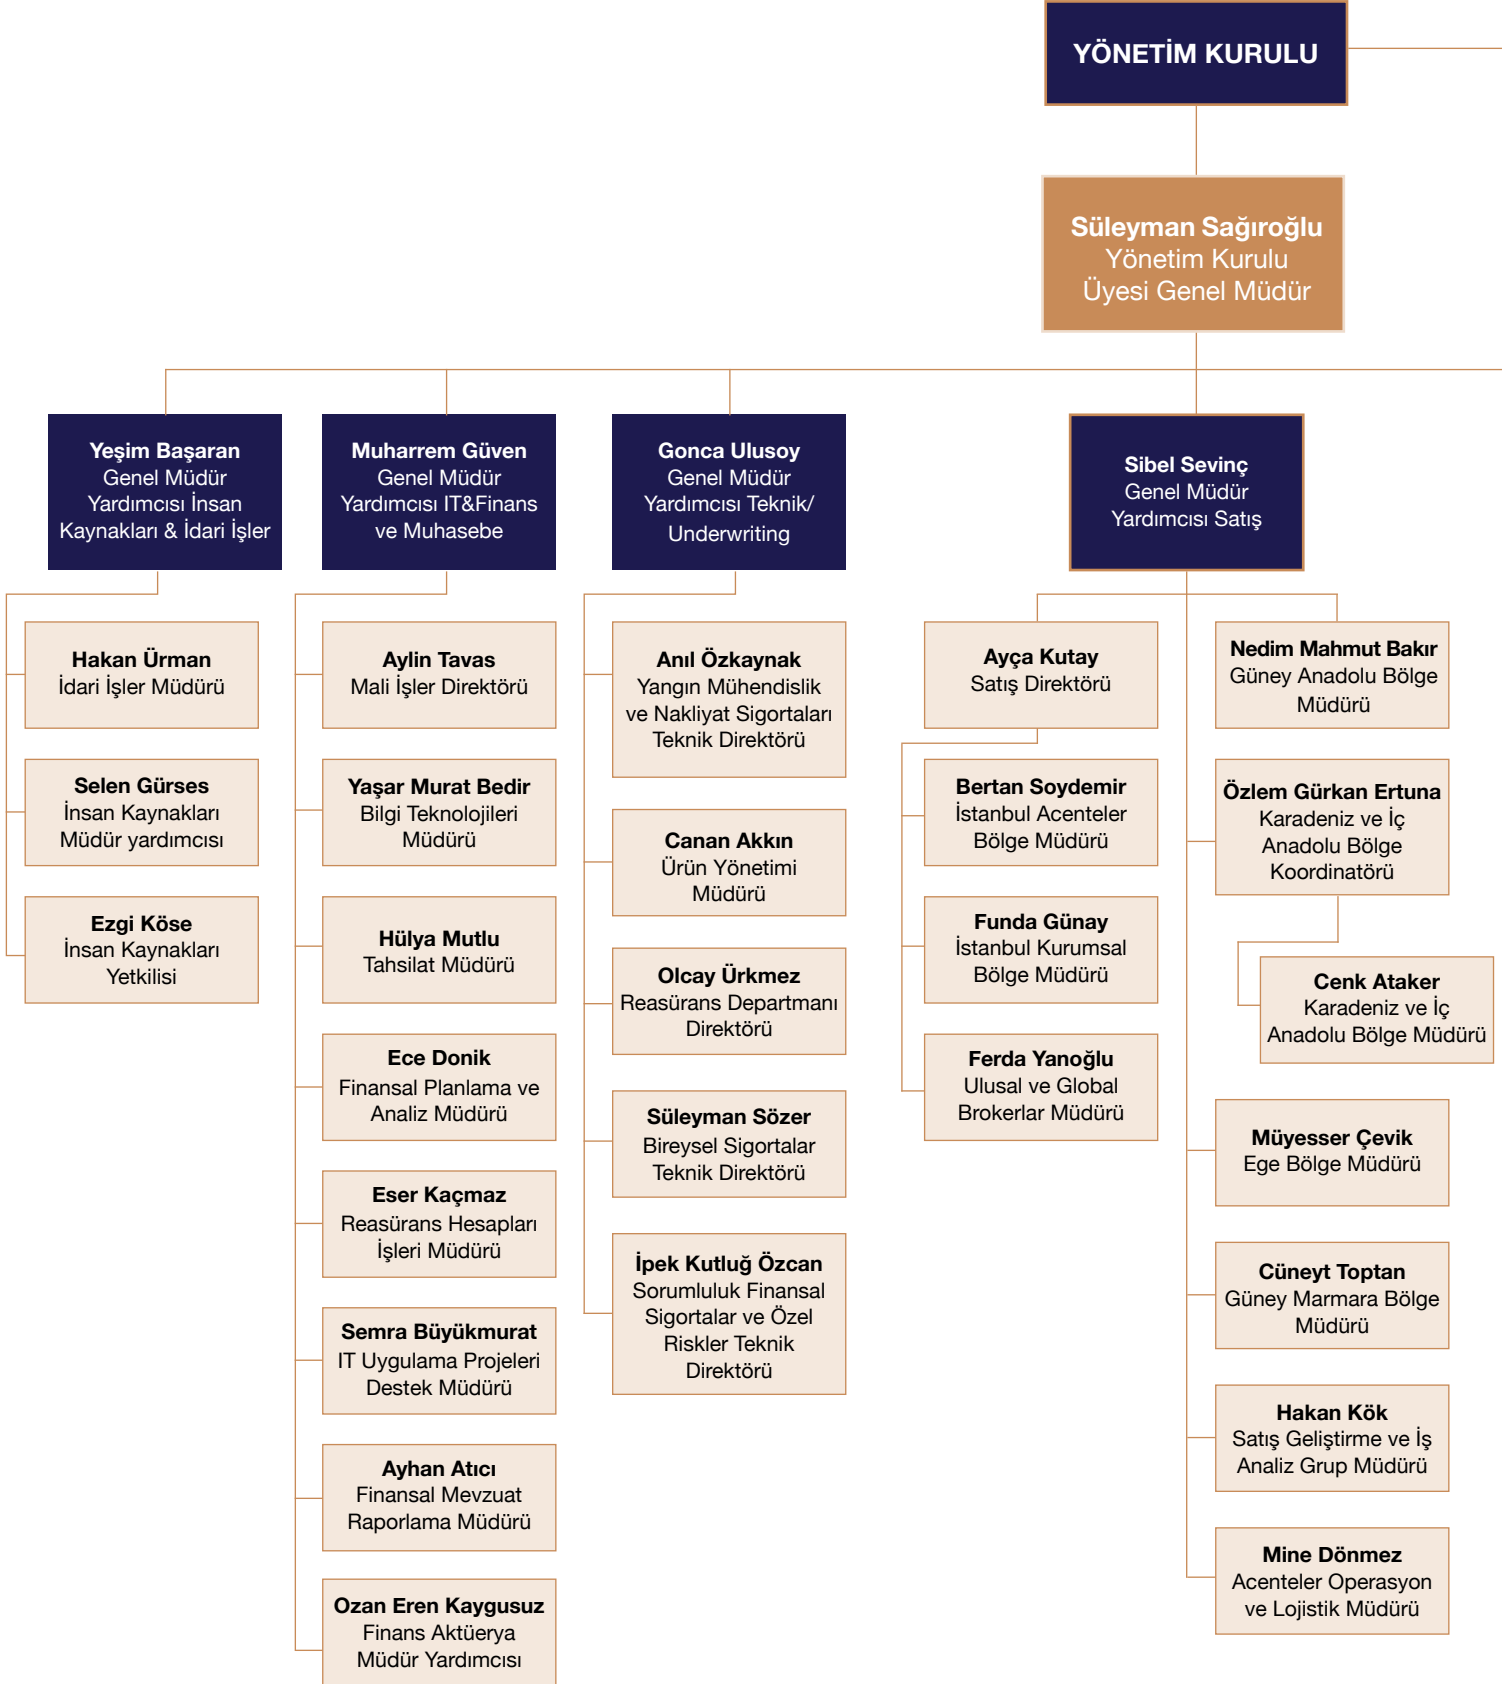 YÖNETİM KURULU
Süleyman Sağıroğlu
Yönetim Kurulu
Üyesi Genel Müdür
Yeşim Başaran
Genel Müdür
Yardımcısı İnsan
Kaynakları & İdari İşler
Hakan Ürman
İdari İşler Müdürü
Selen Gürses
İnsan Kaynakları
Müdür yardımcısı
Ezgi Köse
İnsan Kaynakları
Yetkilisi
Muharrem Güven
Genel Müdür
Yardımcısı IT&Finans
ve Muhasebe
Aylin Tavas
Mali İşler Direktörü
Yaşar Murat Bedir
Bilgi Teknolojileri
Müdürü
Hülya Mutlu
Tahsilat Müdürü
Ece Donik
Finansal Planlama ve
Analiz Müdürü
Eser Kaçmaz
Reasürans Hesapları
İşleri Müdürü
Semra Büyükmurat
IT Uygulama Projeleri
Destek Müdürü
Ayhan Atıcı
Finansal Mevzuat
Raporlama Müdürü
Ozan Eren Kaygusuz
Finans Aktüerya
Müdür Yardımcısı
Gonca Ulusoy
Genel Müdür
Yardımcısı Teknik/
Underwriting
Anıl Özkaynak
Yangın Mühendislik
ve Nakliyat Sigortaları
Teknik Direktörü
Canan Akkın
Ürün Yönetimi
Müdürü
Olcay Ürkmez
Reasürans Departmanı
Direktörü
Süleyman Sözer
Bireysel Sigortalar
Teknik Direktörü
İpek Kutluğ Özcan
Sorumluluk Finansal
Sigortalar ve Özel
Riskler Teknik
Direktörü
Sibel Sevinç
Genel Müdür
Yardımcısı Satış
Ayça Kutay
Satış Direktörü
Bertan Soydemir
İstanbul Acenteler
Bölge Müdürü
Funda Günay
İstanbul Kurumsal
Bölge Müdürü
Ferda Yanoğlu
Ulusal ve Global
Brokerlar Müdürü
Nedim Mahmut Bakır
Güney Anadolu Bölge
Müdürü
Özlem Gürkan Ertuna
Karadeniz ve İç
Anadolu Bölge
Koordinatörü
Cenk Ataker
Karadeniz ve İç
Anadolu Bölge Müdürü
Müyesser Çevik
Ege Bölge Müdürü
Cüneyt Toptan
Güney Marmara Bölge
Müdürü
Hakan Kök
Satış Geliştirme ve İş
Analiz Grup Müdürü
Mine Dönmez
Acenteler Operasyon
ve Lojistik Müdürü